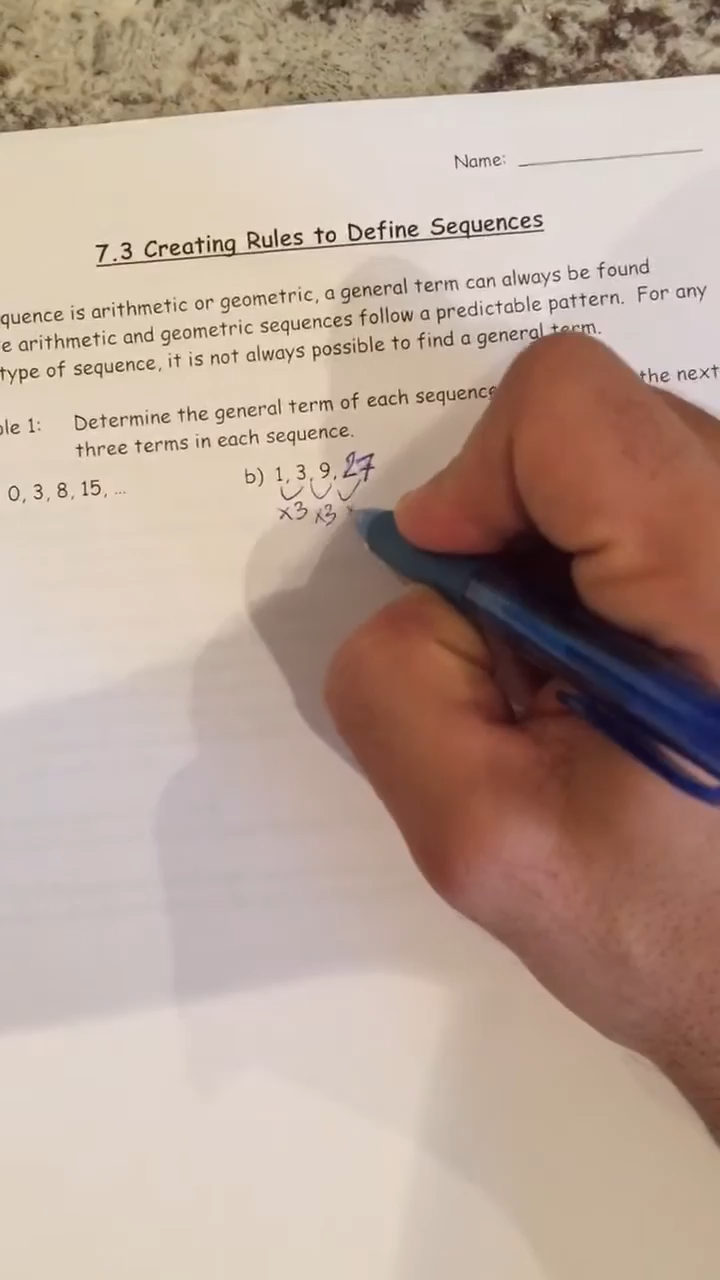 Name:
7.3 Creating Rules to Define Sequences
quence is arithmetic or geometric, a general term can always be found
e arithmetic and geometric sequences follow a predictable pattern. For any
type of sequence, it is not always possible to find a general term.
ple 1: Determine the general term of each sequence the next
three terms in each sequence.
0, 3, 8, 15, ...
b) 1, 3, 9, 27
×3 ×3 ×